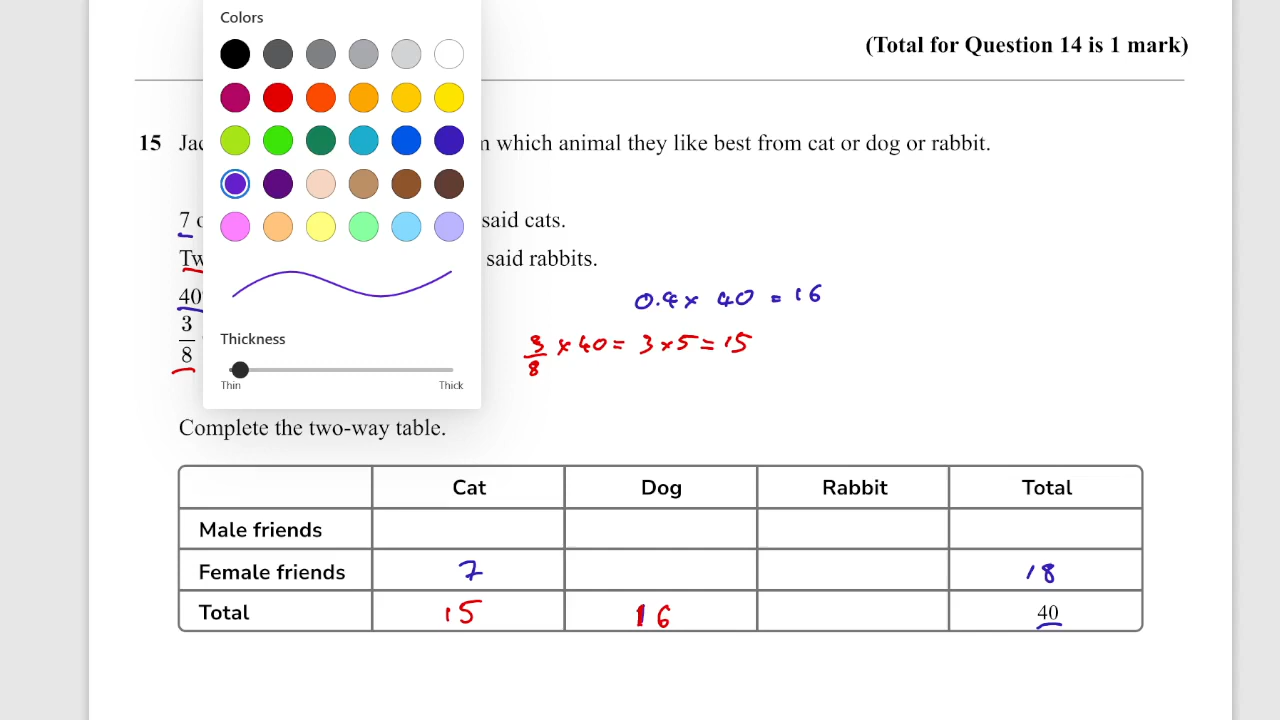 Colors
(Total for Question 14 is 1 mark)
15 Jac which animal they like best from cat or dog or rabbit.
7 said cats.
Tw said rabbits.
40
0.4 x 40 = 16
3/8
3/8 x 40 = 3 x 5 = 15
Thickness
Thin Thick
Complete the two-way table.
Cat Dog Rabbit Total
Male friends
Female friends 7 18
Total 15 16 40